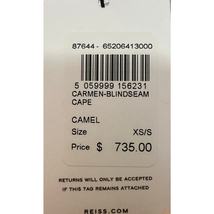 87644 - 65206413000
5 059999 156231
CARMEN-BLINDSEAM
CAPE
CAMEL
Size XS/S
Price $ 735.00
RETURNS WILL ONLY BE ACCEPTED
IF THIS TAG REMAINS ATTACHED
REISS.COM